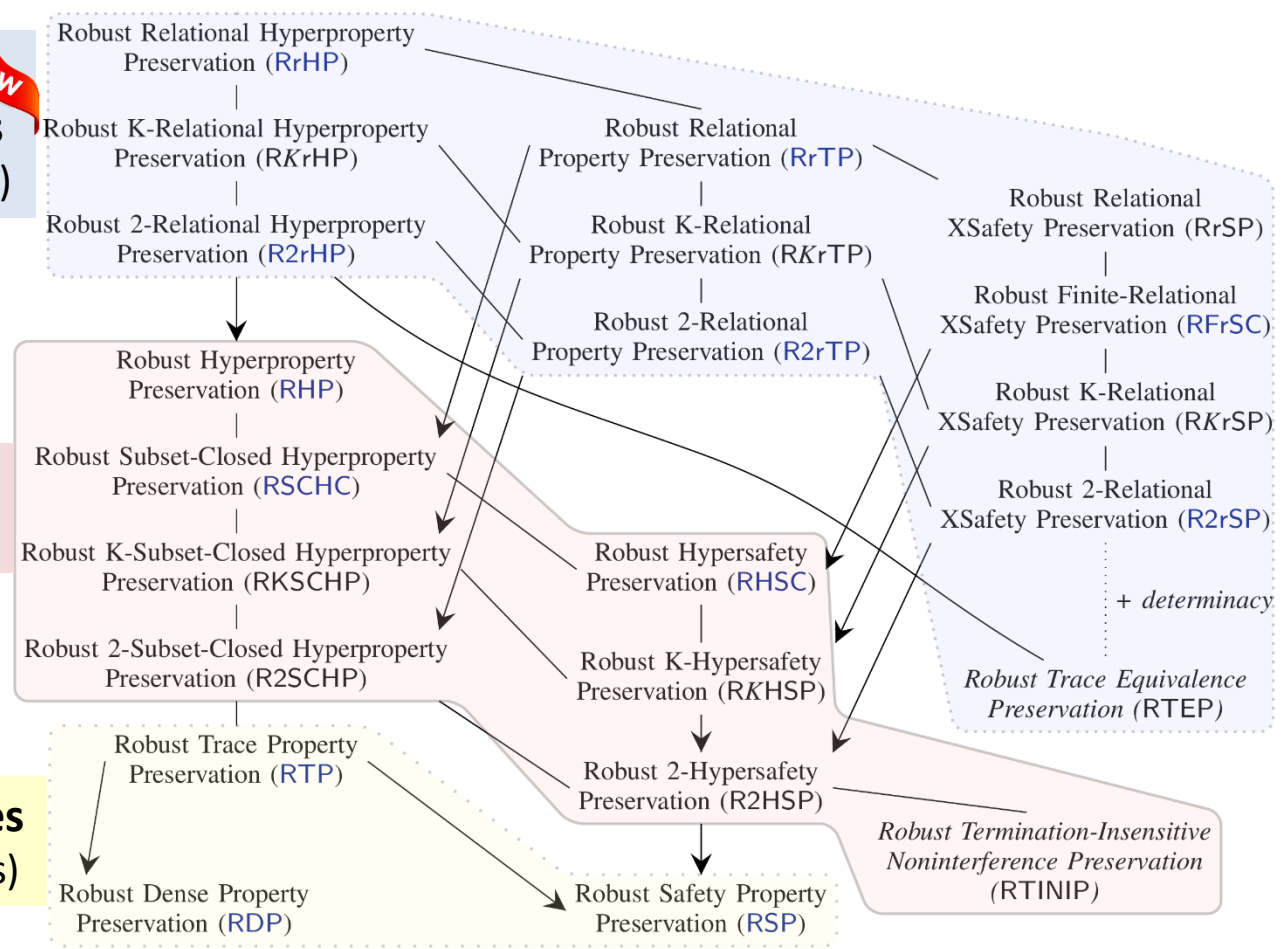 Robust Relational Hyperproperty
Preservation (RrHP)
Robust K-Relational Hyperproperty
Preservation (RKrHP)
Robust 2-Relational Hyperproperty
Preservation (R2rHP)
Robust Relational
Property Preservation (RrTP)
Robust K-Relational
Property Preservation (RKrTP)
Robust 2-Relational
Property Preservation (R2rTP)
Robust Relational
XSafety Preservation (RrSP)
Robust Finite-Relational
XSafety Preservation (RFrSC)
Robust K-Relational
XSafety Preservation (RKrSP)
Robust 2-Relational
XSafety Preservation (R2rSP)
+ determinacy
Robust Trace Equivalence
Preservation (RTEP)
Robust Hyperproperty
Preservation (RHP)
Robust Subset-Closed Hyperproperty
Preservation (RSCHC)
Robust K-Subset-Closed Hyperproperty
Preservation (RKSCHP)
Robust 2-Subset-Closed Hyperproperty
Preservation (R2SCHP)
Robust Hypersafety
Preservation (RHSC)
Robust K-Hypersafety
Preservation (RKHSP)
Robust 2-Hypersafety
Preservation (R2HSP)
Robust Termination-Insensitive
Noninterference Preservation
(RTINIP)
Robust Trace Property
Preservation (RTP)
Robust Dense Property
Preservation (RDP)
Robust Safety Property
Preservation (RSP)
W
s
)
es
s)